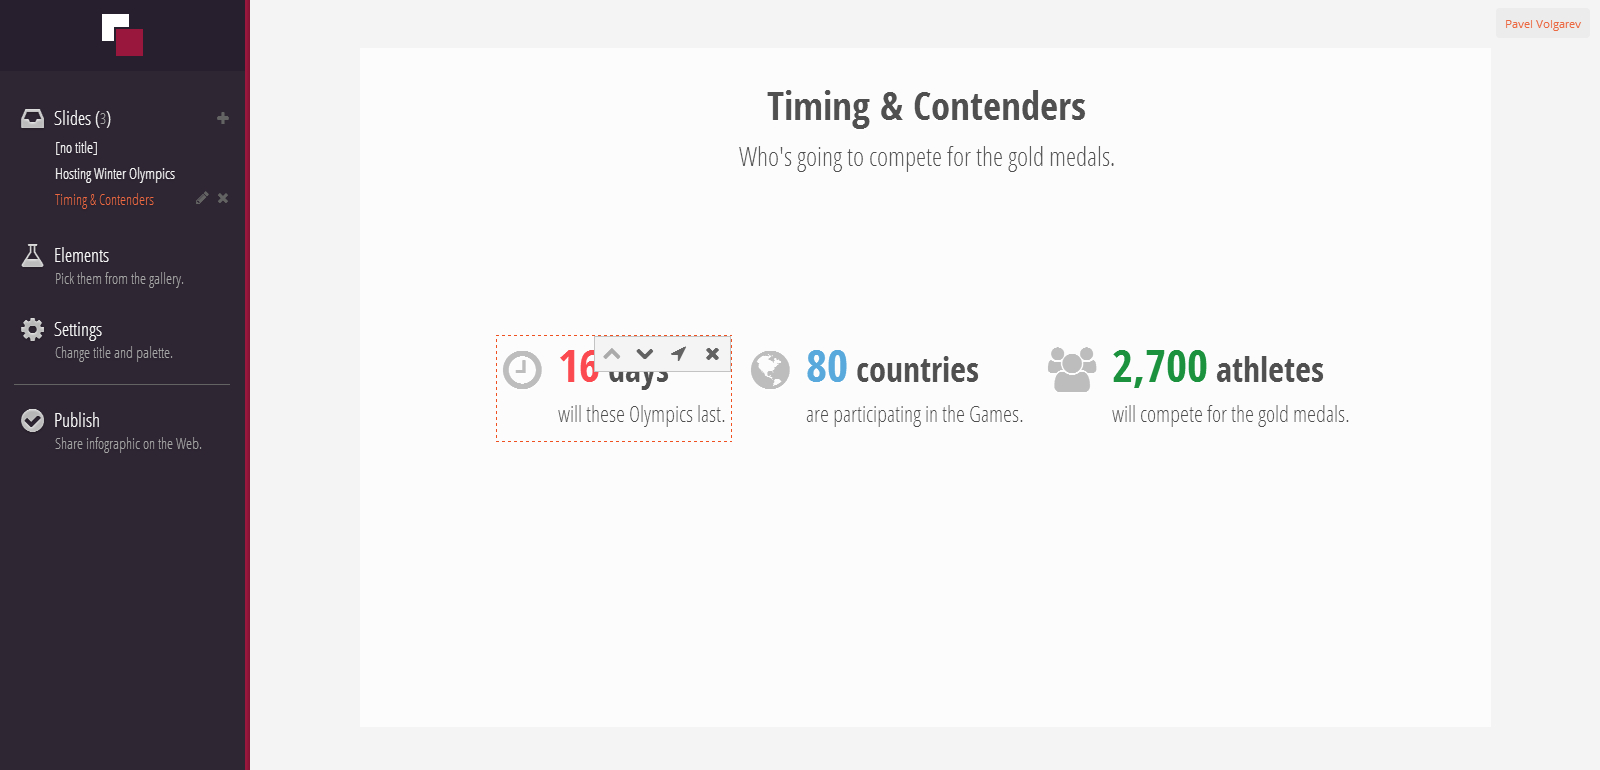 Pavel Volgarev
Slides (3)
[no title]
Hosting Winter Olympics
Timing & Contenders
Elements
Pick them from the gallery.
Settings
Change title and palette.
Publish
Share infographic on the Web.
Timing & Contenders
Who's going to compete for the gold medals.
16 days
will these Olympics last.
80 countries
are participating in the Games.
2,700 athletes
will compete for the gold medals.